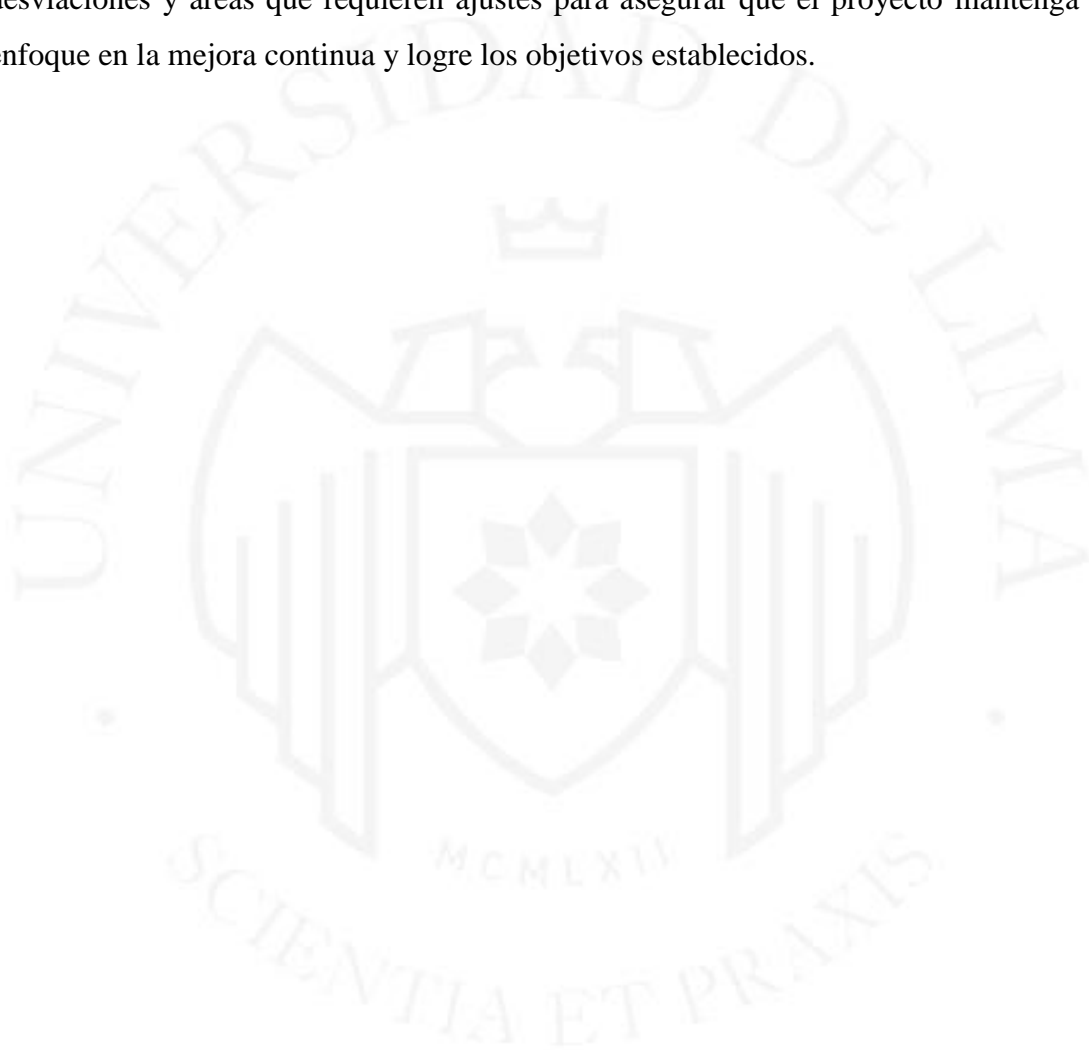 desviaciones y áreas que requieren ajustes para asegurar que el proyecto mantenga
enfoque en la mejora continua y logre los objetivos establecidos.
UNIVERSIDAD DE LIMA
MCMLXII
SCIENTIA ET PRAXIS